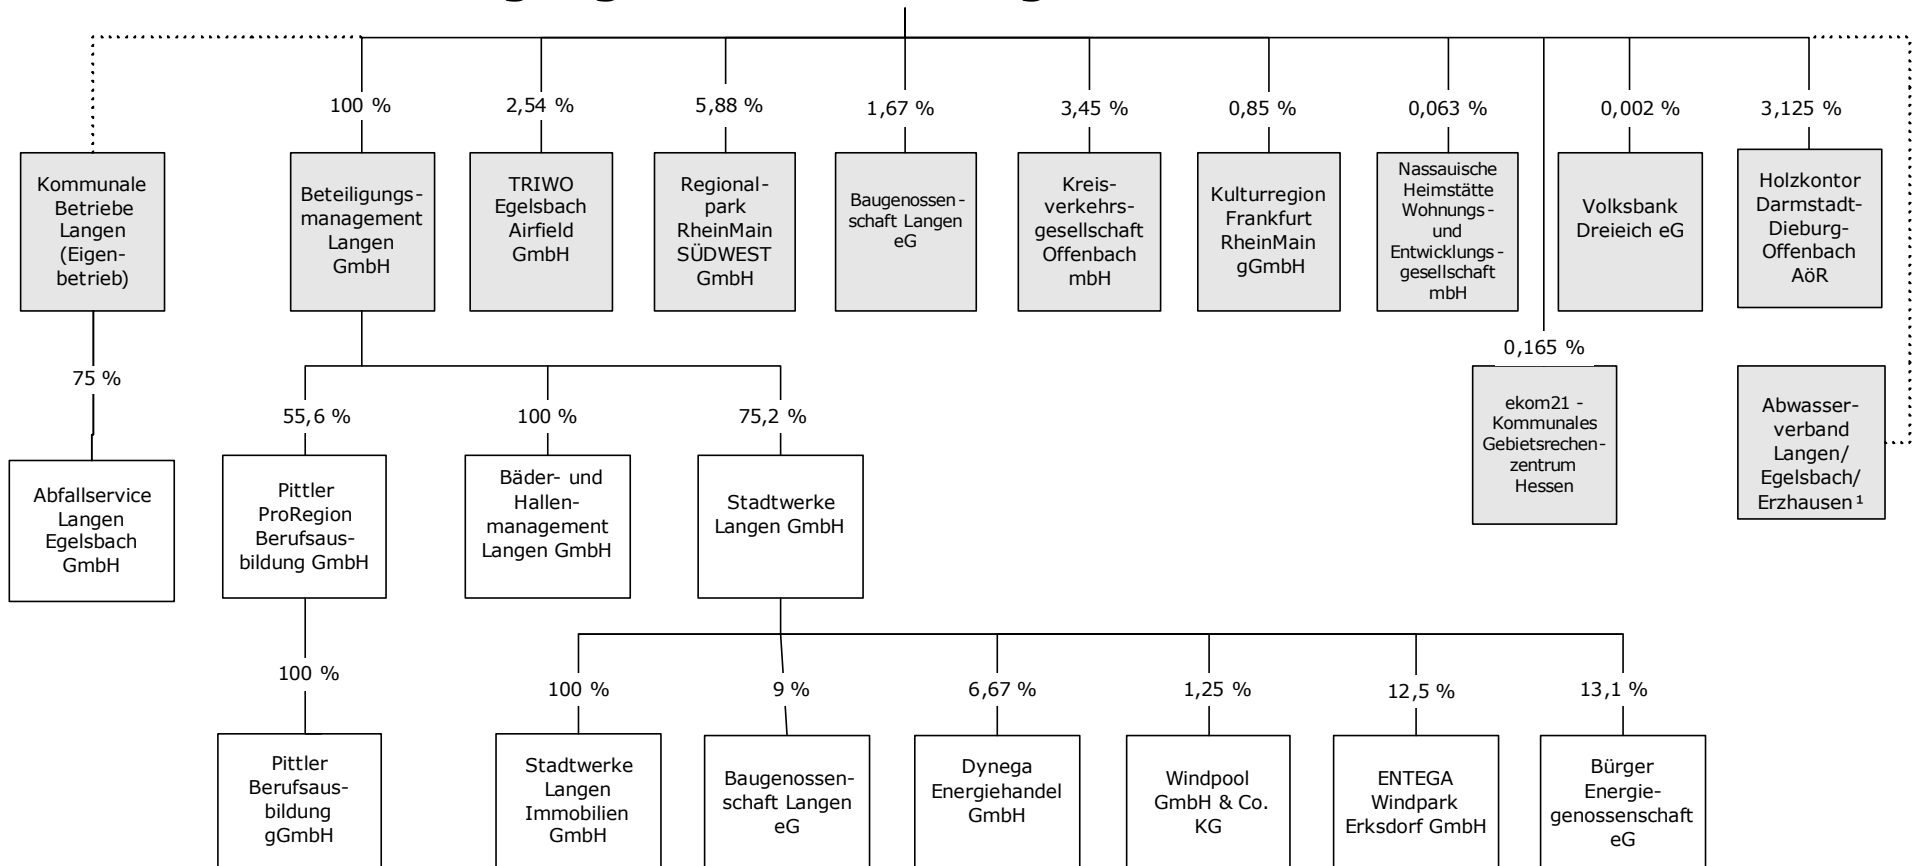 100 %
2,54 %
5,88 %
1,67 %
3,45 %
0,85 %
0,063 %
0,002 %
3,125 %
Kommunale
Betriebe
Langen
(Eigen-
betrieb)
Beteiligungs-
management
Langen
GmbH
TRIWO
Egelsbach
Airfield
GmbH
Regional-
park
RheinMain
SÜDWEST
GmbH
Baugenossen-
schaft Langen
eG
Kreis-
verkehrs-
gesellschaft
Offenbach
mbH
Kulturregion
Frankfurt
RheinMain
gGmbH
Nassauische
Heimstätte
Wohnungs-
und
Entwicklungs-
gesellschaft
mbH
Volksbank
Dreieich eG
Holzkontor
Darmstadt-
Dieburg-
Offenbach
AöR
0,165 %
75 %
55,6 %
100 %
75,2 %
ekom21 -
Kommunales
Gebietsrechen-
zentrum
Hessen
Abwasser-
verband
Langen/
Egelsbach/
Erzhausen¹
Abfallservice
Langen
Egelsbach
GmbH
Pittler
ProRegion
Berufsaus-
bildung GmbH
Bäder- und
Hallen-
management
Langen GmbH
Stadtwerke
Langen GmbH
100 %
100 %
9 %
6,67 %
1,25 %
12,5 %
13,1 %
Pittler
Berufsaus-
bildung
gGmbH
Stadtwerke
Langen
Immobilien
GmbH
Baugenossen-
schaft Langen
eG
Dynega
Energiehandel
GmbH
Windpool
GmbH & Co.
KG
ENTEGA
Windpark
Erksdorf GmbH
Bürger
Energie-
genossenschaft
eG